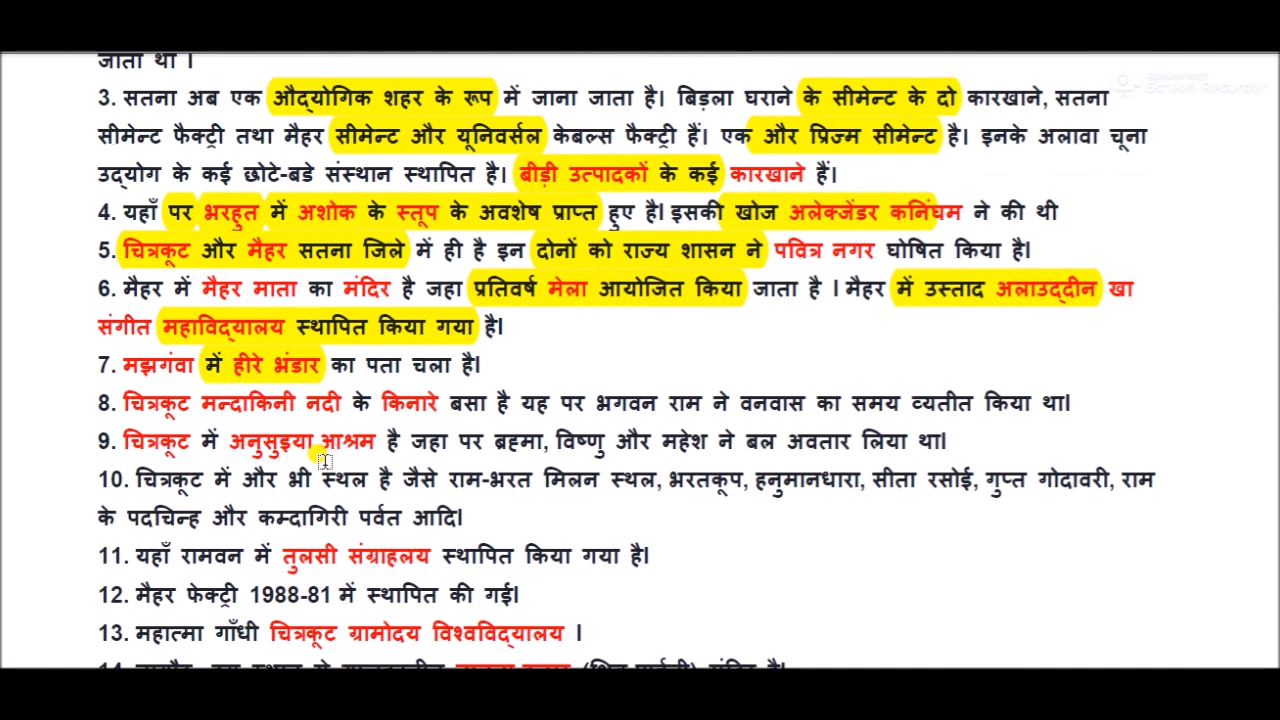 जाता था ।
3. सतना अब एक औद्योगिक शहर के रूप में जाना जाता है। बिड़ला घराने के सीमेन्ट के दो कारखाने, सतना
सीमेन्ट फैक्ट्री तथा मैहर सीमेन्ट और यूनिवर्सल केबल्स फैक्ट्री हैं। एक और प्रिज्म सीमेन्ट है। इनके अलावा चूना
उद्योग के कई छोटे-बडे संस्थान स्थापित है। बीड़ी उत्पादकों के कई कारखाने हैं।
4. यहाँ पर भरहुत में अशोक के स्तूप के अवशेष प्राप्त हुए है। इसकी खोज अलेक्जेंडर कनिंघम ने की थी
5. चित्रकूट और मैहर सतना जिले में ही है इन दोनों को राज्य शासन ने पवित्र नगर घोषित किया है।
6. मैहर में मैहर माता का मंदिर है जहा प्रतिवर्ष मेला आयोजित किया जाता है । मैहर में उस्ताद अलाउद्दीन खा
संगीत महाविद्यालय स्थापित किया गया है।
7. मझगंवा में हीरे भंडार का पता चला है।
8. चित्रकूट मन्दाकिनी नदी के किनारे बसा है यह पर भगवन राम ने वनवास का समय व्यतीत किया था।
9. चित्रकूट में अनुसुइया आश्रम है जहा पर ब्रह्मा, विष्णु और महेश ने बल अवतार लिया था।
10. चित्रकूट में और भी स्थल है जैसे राम-भरत मिलन स्थल, भरतकूप, हनुमानधारा, सीता रसोई, गुप्त गोदावरी, राम
के पदचिन्ह और कम्दागिरी पर्वत आदि।
11. यहाँ रामवन में तुलसी संग्राहलय स्थापित किया गया है।
12. मैहर फेक्ट्री 1988-81 में स्थापित की गई।
13. महात्मा गाँधी चित्रकूट ग्रामोदय विश्वविद्यालय ।
Screen Recorder